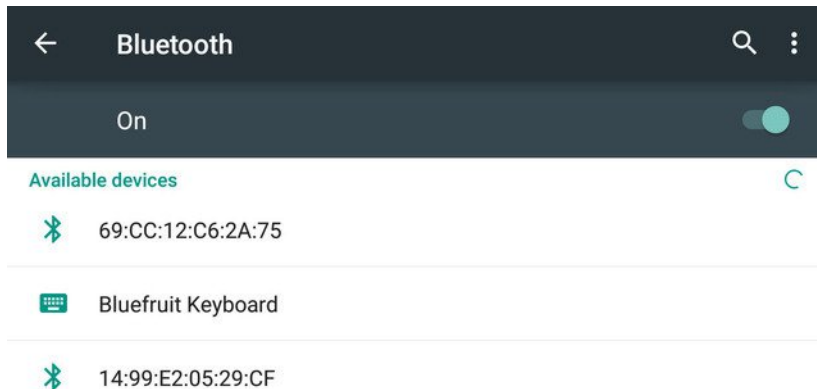 Bluetooth
On
Available devices
69:CC:12:C6:2A:75
Bluefruit Keyboard
14:99:E2:05:29:CF